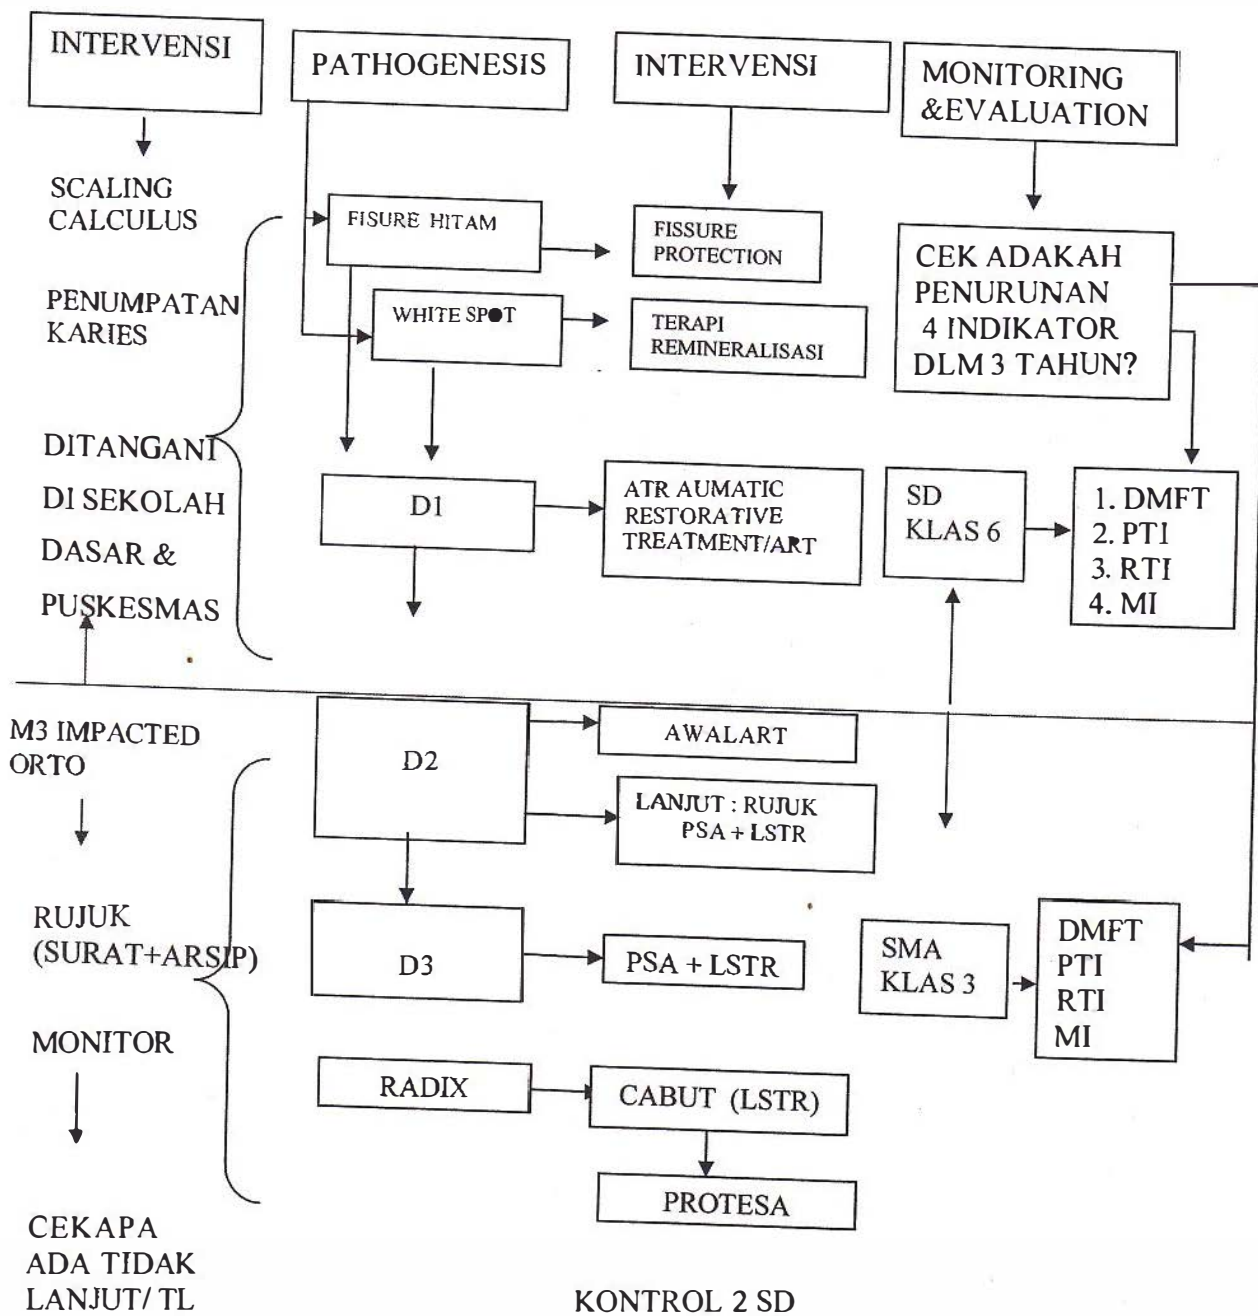 INTERVENSI
PATHOGENESIS
INTERVENSI
MONITORING
&EVALUATION
SCALING
CALCULUS
PENUMPATAN
KARIES
DITANGANI
DI SEKOLAH
DASAR &
PUSKESMAS
FISURE HITAM
WHITE SPOT
D1
FISSURE
PROTECTION
TERAPI
REMINERALISASI
ATR AUMATIC
RESTORATIVE
TREATMENT/ART
CEK ADAKAH
PENURUNAN
4 INDIKATOR
DLM 3 TAHUN?
SD
KLAS 6
1. DMFT
2. PTI
3. RTI
4. MI
M3 IMPACTED
ORTO
RUJUK
(SURAT+ARSIP)
MONITOR
CEKAPA
ADA TIDAK
LANJUT/ TL
D2
AWALART
LANJUT : RUJUK
PSA + LSTR
D3
PSA + LSTR
RADIX
CABUT (LSTR)
PROTESA
SMA
KLAS 3
DMFT
PTI
RTI
MI
KONTROL 2 SD